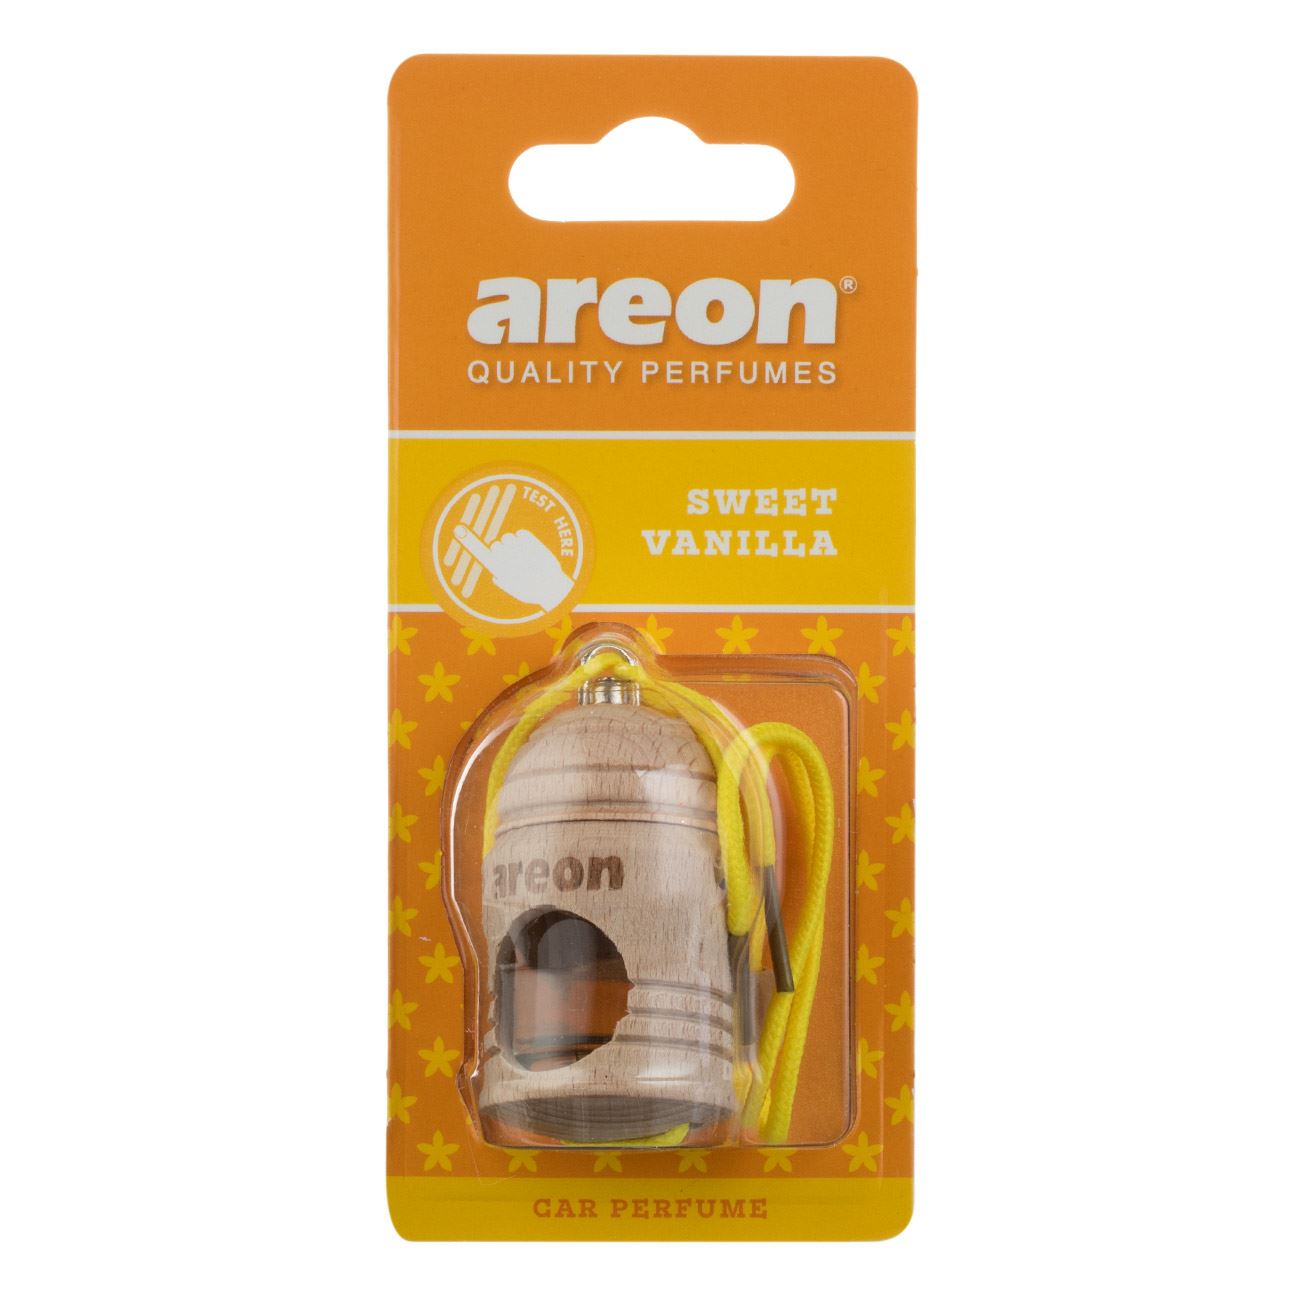 areon®
QUALITY PERFUMES
TEST HERE
SWEET
VANILLA
areon
CAR PERFUME